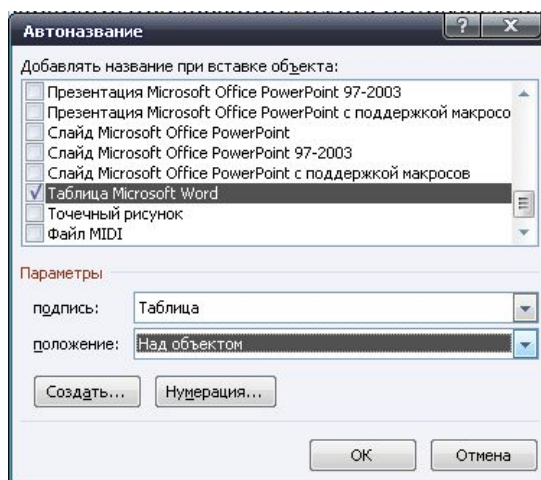 Автоназвание
Добавлять название при вставке объекта:
Презентация Microsoft Office PowerPoint 97-2003
Презентация Microsoft Office PowerPoint с поддержкой макросо
Слайд Microsoft Office PowerPoint
Слайд Microsoft Office PowerPoint 97-2003
Слайд Microsoft Office PowerPoint с поддержкой макросов
Таблица Microsoft Word
Точечный рисунок
Файл MIDI
Параметры
подпись: Таблица
положение: Над объектом
Создать... Нумерация...
ОК Отмена